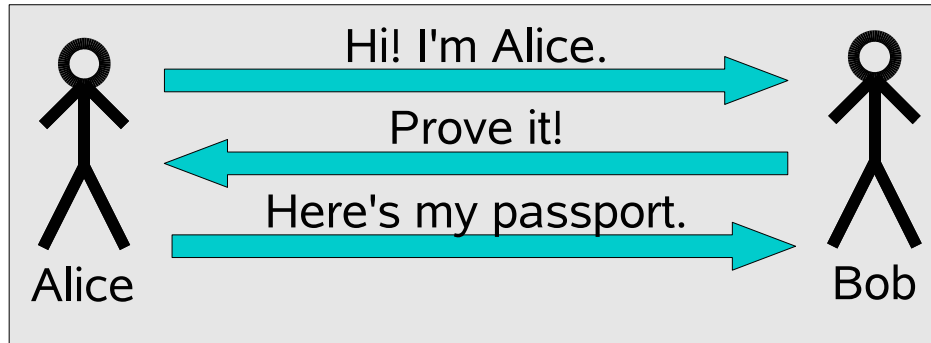 Hi! I'm Alice.
Prove it!
Here's my passport.
Alice
Bob